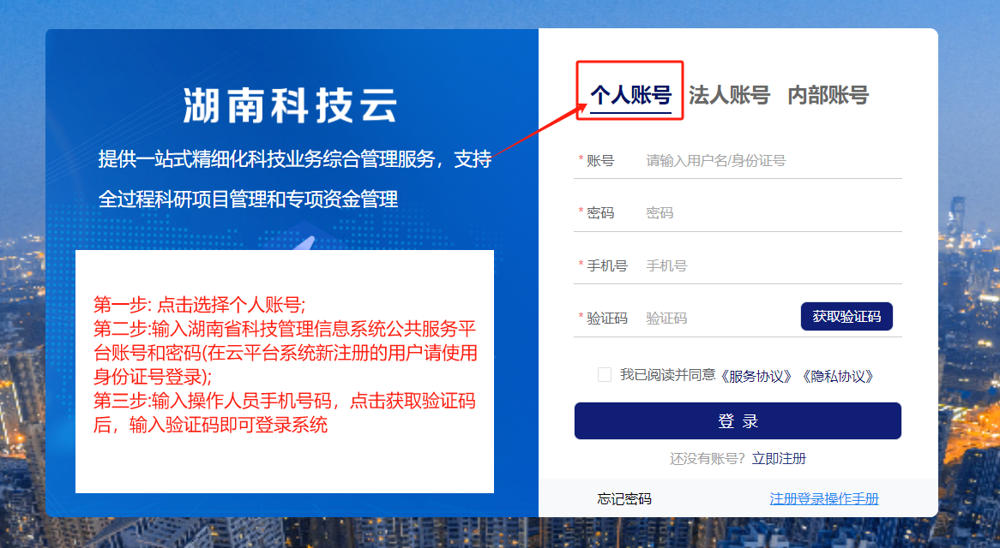 湖南科技云
提供一站式精细化科技业务综合管理服务，支持
全过程科研项目管理和专项资金管理
第一步: 点击选择个人账号;
第二步:输入湖南省科技管理信息系统公共服务平
台账号和密码(在云平台系统新注册的用户请使用
身份证号登录);
第三步:输入操作人员手机号码，点击获取验证码
后，输入验证码即可登录系统
个人账号 法人账号 内部账号
* 账号 请输入用户名/身份证号
* 密码 密码
* 手机号 手机号
* 验证码 验证码 获取验证码
我已阅读并同意《服务协议》《隐私协议》
登 录
还没有账号？立即注册
忘记密码 注册登录操作手册